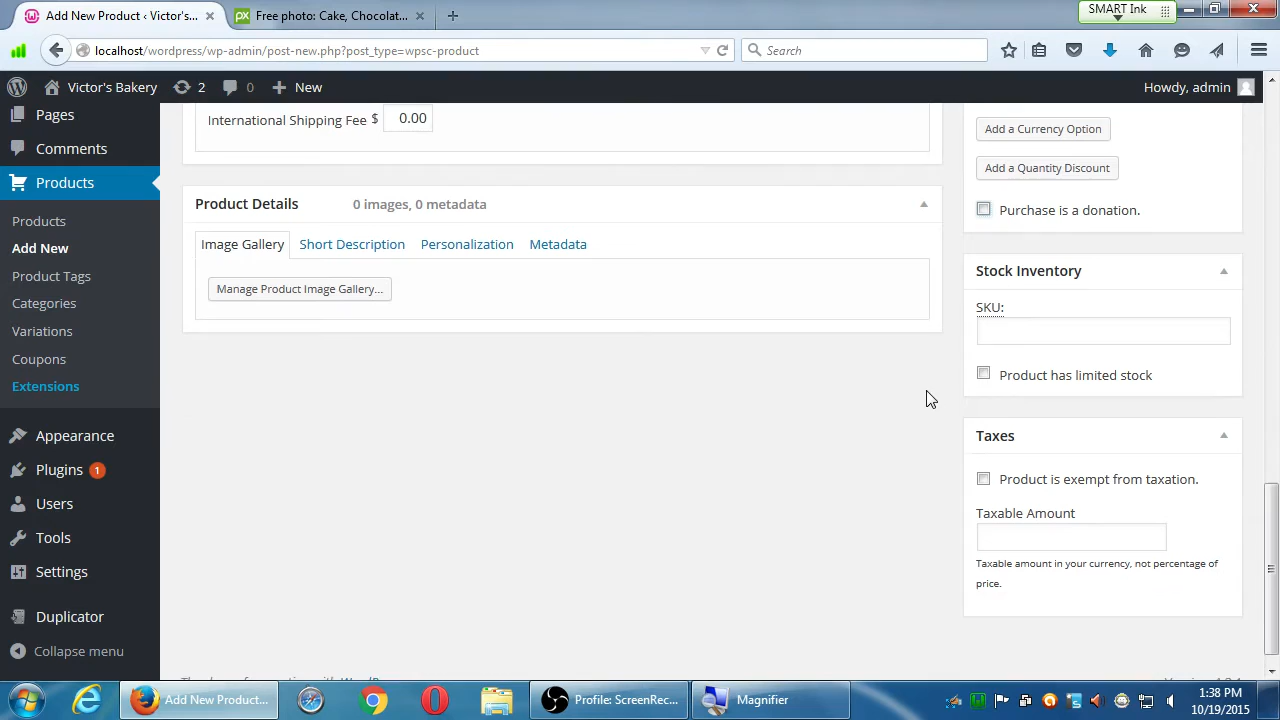 Add New Product ‹ Victor's...
Free photo: Cake, Chocolat...
SMART Ink
localhost/wordpress/wp-admin/post-new.php?post_type=wpsc-product
Search
Victor's Bakery
2
0
New
Howdy, admin
Pages
Comments
Products
Products
Add New
Product Tags
Categories
Variations
Coupons
Extensions
Appearance
Plugins 1
Users
Tools
Settings
Duplicator
Collapse menu
International Shipping Fee $ 0.00
Product Details 0 images, 0 metadata
Image Gallery Short Description Personalization Metadata
Manage Product Image Gallery...
Add a Currency Option
Add a Quantity Discount
Purchase is a donation.
Stock Inventory
SKU:
Product has limited stock
Taxes
Product is exempt from taxation.
Taxable Amount
Taxable amount in your currency, not percentage of
price.
Add New Product...
Profile: ScreenRec...
Magnifier
1:38 PM
10/19/2015